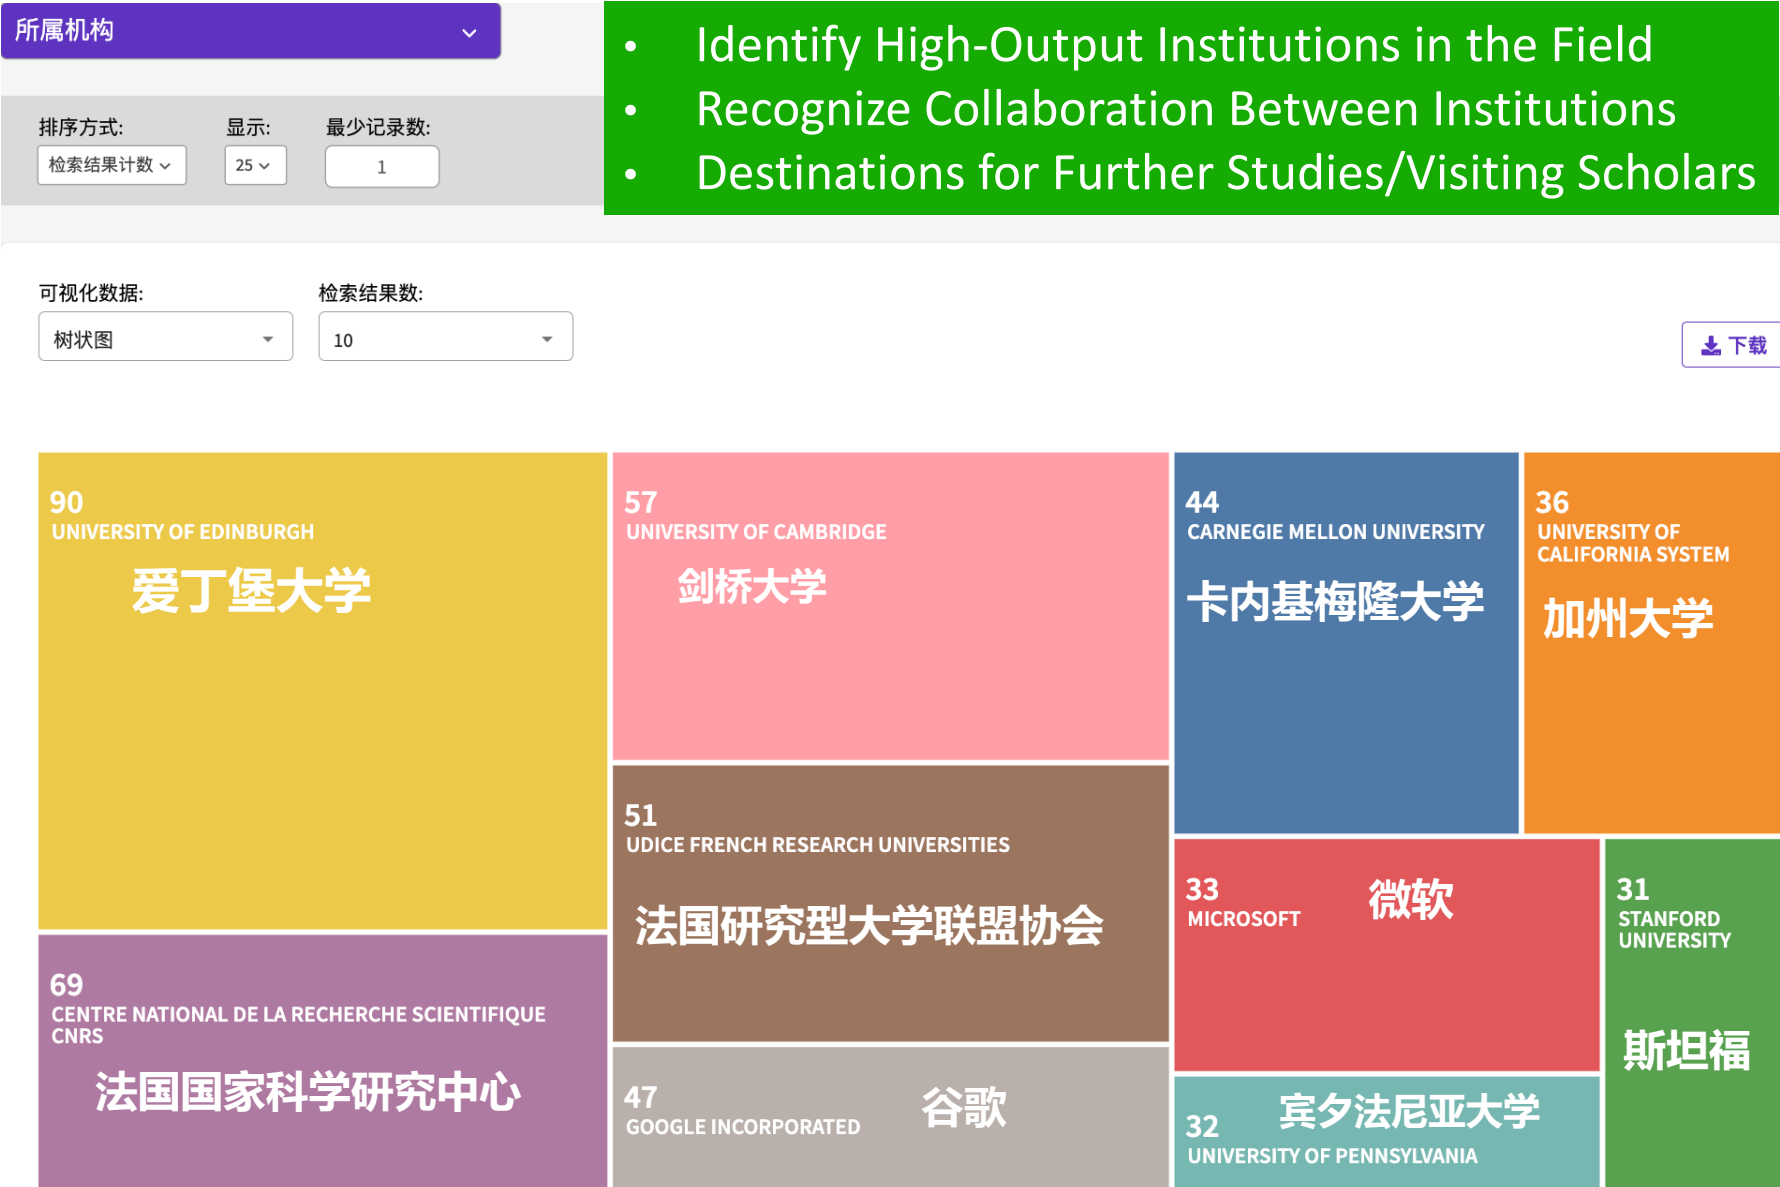 所属机构
• Identify High-Output Institutions in the Field
• Recognize Collaboration Between Institutions
• Destinations for Further Studies/Visiting Scholars
排序方式: 显示: 最少记录数:
检索结果计数 25 1
可视化数据: 检索结果数:
树状图 10
下载
90
UNIVERSITY OF EDINBURGH
爱丁堡大学
69
CENTRE NATIONAL DE LA RECHERCHE SCIENTIFIQUE
CNRS
法国国家科学研究中心
57
UNIVERSITY OF CAMBRIDGE
剑桥大学
51
UDICE FRENCH RESEARCH UNIVERSITIES
法国研究型大学联盟协会
47
GOOGLE INCORPORATED
谷歌
44
CARNEGIE MELLON UNIVERSITY
卡内基梅隆大学
36
UNIVERSITY OF
CALIFORNIA SYSTEM
加州大学
33
MICROSOFT
微软
32
UNIVERSITY OF PENNSYLVANIA
宾夕法尼亚大学
31
STANFORD
UNIVERSITY
斯坦福